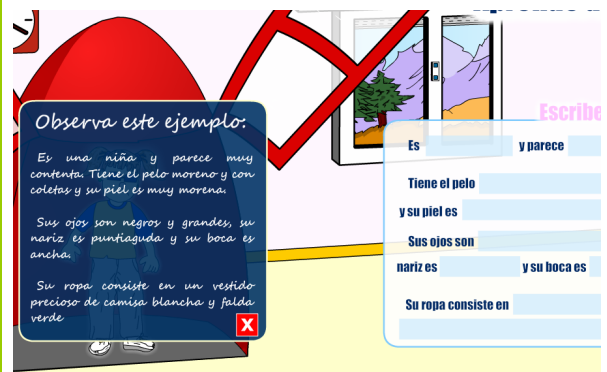 Escribe
Observa este ejemplo:
Es una niña y parece muy
contenta. Tiene el pelo moreno y con
coletas y su piel es muy morena.
Sus ojos son negros y grandes, su
nariz es puntiaguda y su boca es
ancha.
Su ropa consiste en un vestido
precioso de camisa blancha y falda
verde
X
Es y parece
Tiene el pelo
y su piel es
Sus ojos son
nariz es y su boca es
Su ropa consiste en